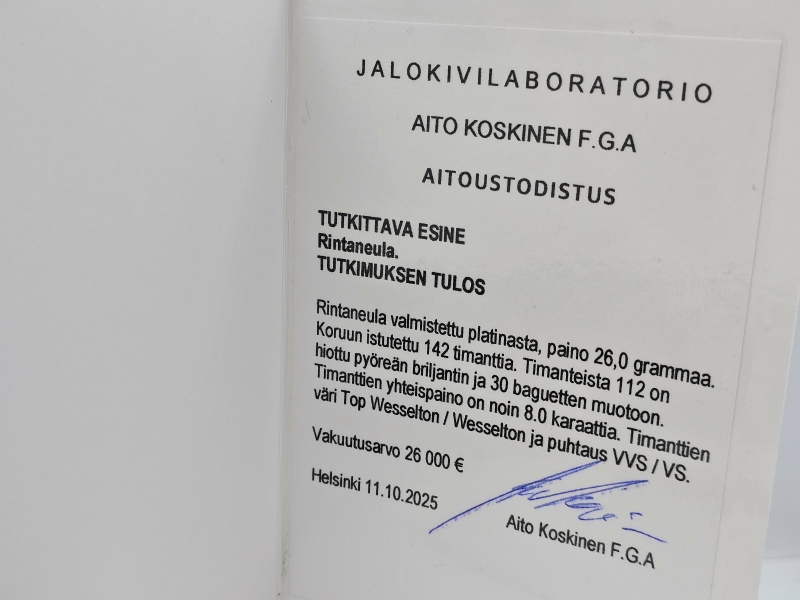 JALOKIVILABORATORIO
AITO KOSKINEN F.G.A
AITOUSTODISTUS
TUTKITTAVA ESINE
Rintaneula.
TUTKIMUKSEN TULOS
Rintaneula valmistettu platinasta, paino 26,0 grammaa.
Koruun istutettu 142 timanttia. Timanteista 112 on
hiottu pyöreän briljantin ja 30 baguetten muotoon.
Timanttien yhteispaino on noin 8.0 karaattia. Timanttien
väri Top Wesselton / Wesselton ja puhtaus VVS / VS.
Vakuutusarvo 26 000 €
Helsinki 11.10.2025
Aito Koskinen F.G.A